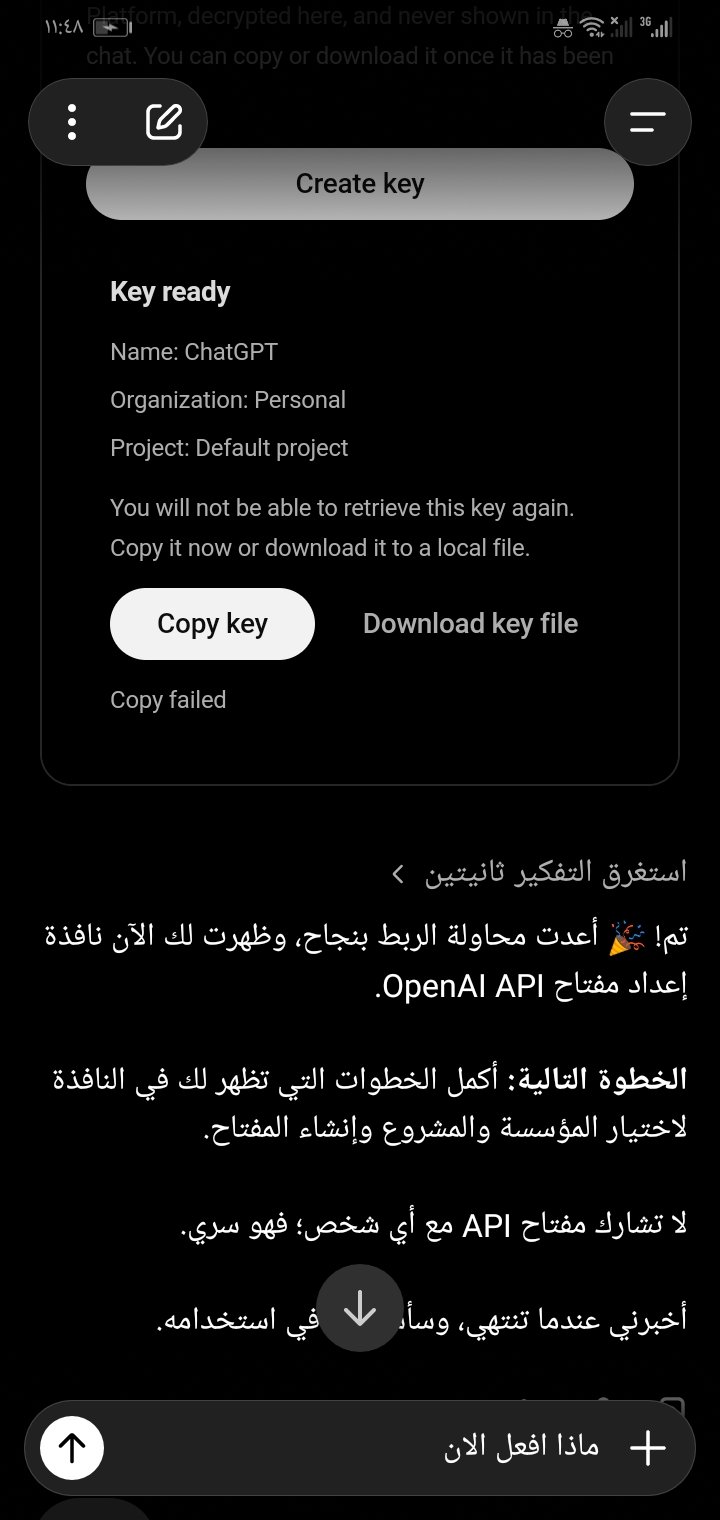 Platform, decrypted here, and never shown in the
١١:٤٨
3G
chat. You can copy or download it once it has been
Create key
Key ready
Name: ChatGPT
Organization: Personal
Project: Default project
You will not be able to retrieve this key again.
Copy it now or download it to a local file.
Copy key
Download key file
Copy failed
استغرق التفكير ثانيتين
تم! 🎉 أعدت محاولة الربط بنجاح، وظهرت لك الآن نافذة
إعداد مفتاح OpenAI API.
الخطوة التالية: أكمل الخطوات التي تظهر لك في النافذة
لاختيار المؤسسة والمشروع وإنشاء المفتاح.
لا تشارك مفتاح API مع أي شخص؛ فهو سري.
أخبرني عندما تنتهي، في استخدامه.
ماذا افعل الان